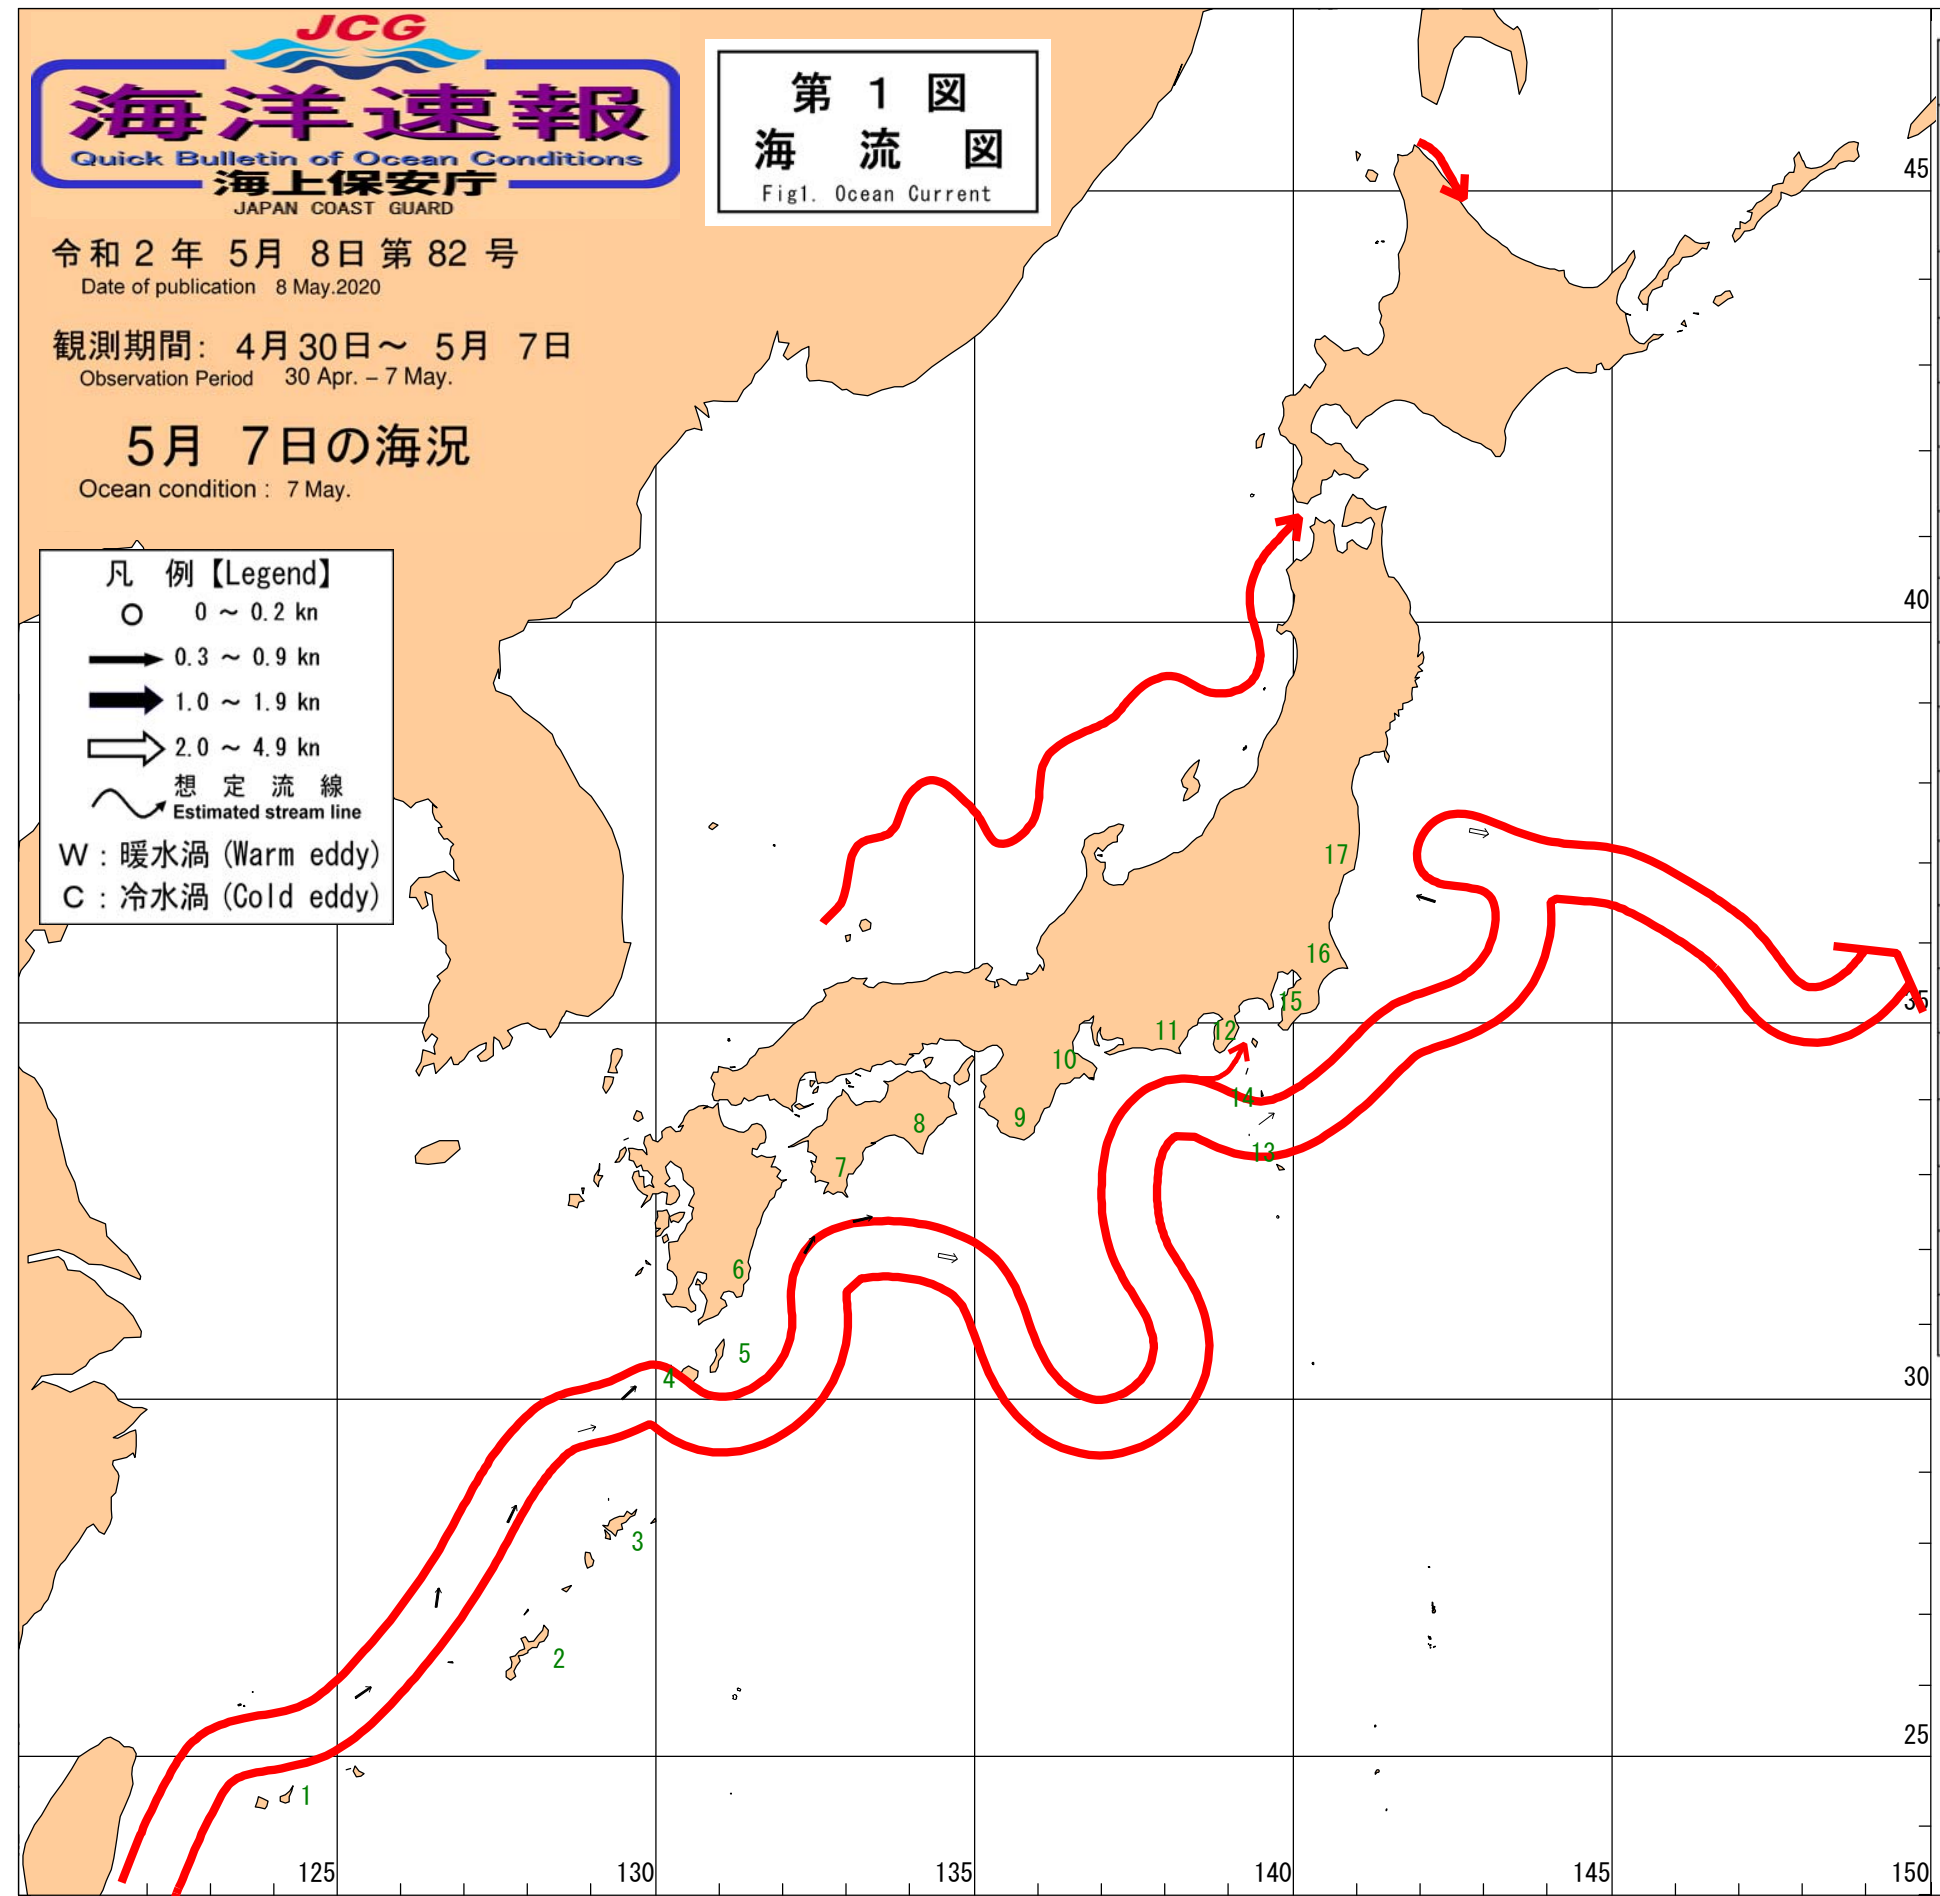 JCG
海洋速報
Quick Bulletin of Ocean Conditions
海上保安庁
JAPAN COAST GUARD
令和 2 年 5月 8日 第 82 号
Date of publication 8 May.2020
観測期間: 4月30日～ 5月 7日
Observation Period 30 Apr. – 7 May.
5月 7日の海況
Ocean condition : 7 May.
第 1 図
海 流 図
Fig1. Ocean Current
凡 例【Legend】
0 ～ 0.2 kn
0.3 ～ 0.9 kn
1.0 ～ 1.9 kn
2.0 ～ 4.9 kn
想 定 流 線
Estimated stream line
W : 暖水渦 (Warm eddy)
C : 冷水渦 (Cold eddy)
45
40
35
30
25
17
16
15
12
11
10
14
9
8
13
7
6
5
4
3
2
1
125
130
135
140
145
150